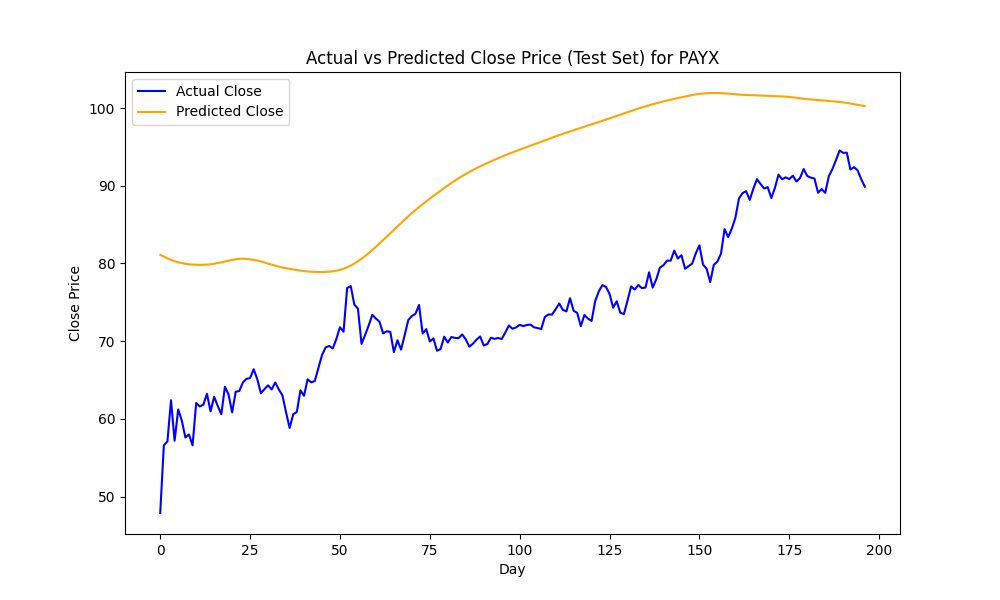 Actual vs Predicted Close Price (Test Set) for PAYX
Actual Close
Predicted Close
Close Price
100
90
80
70
60
50
0 25 50 75 100 125 150 175 200
Day